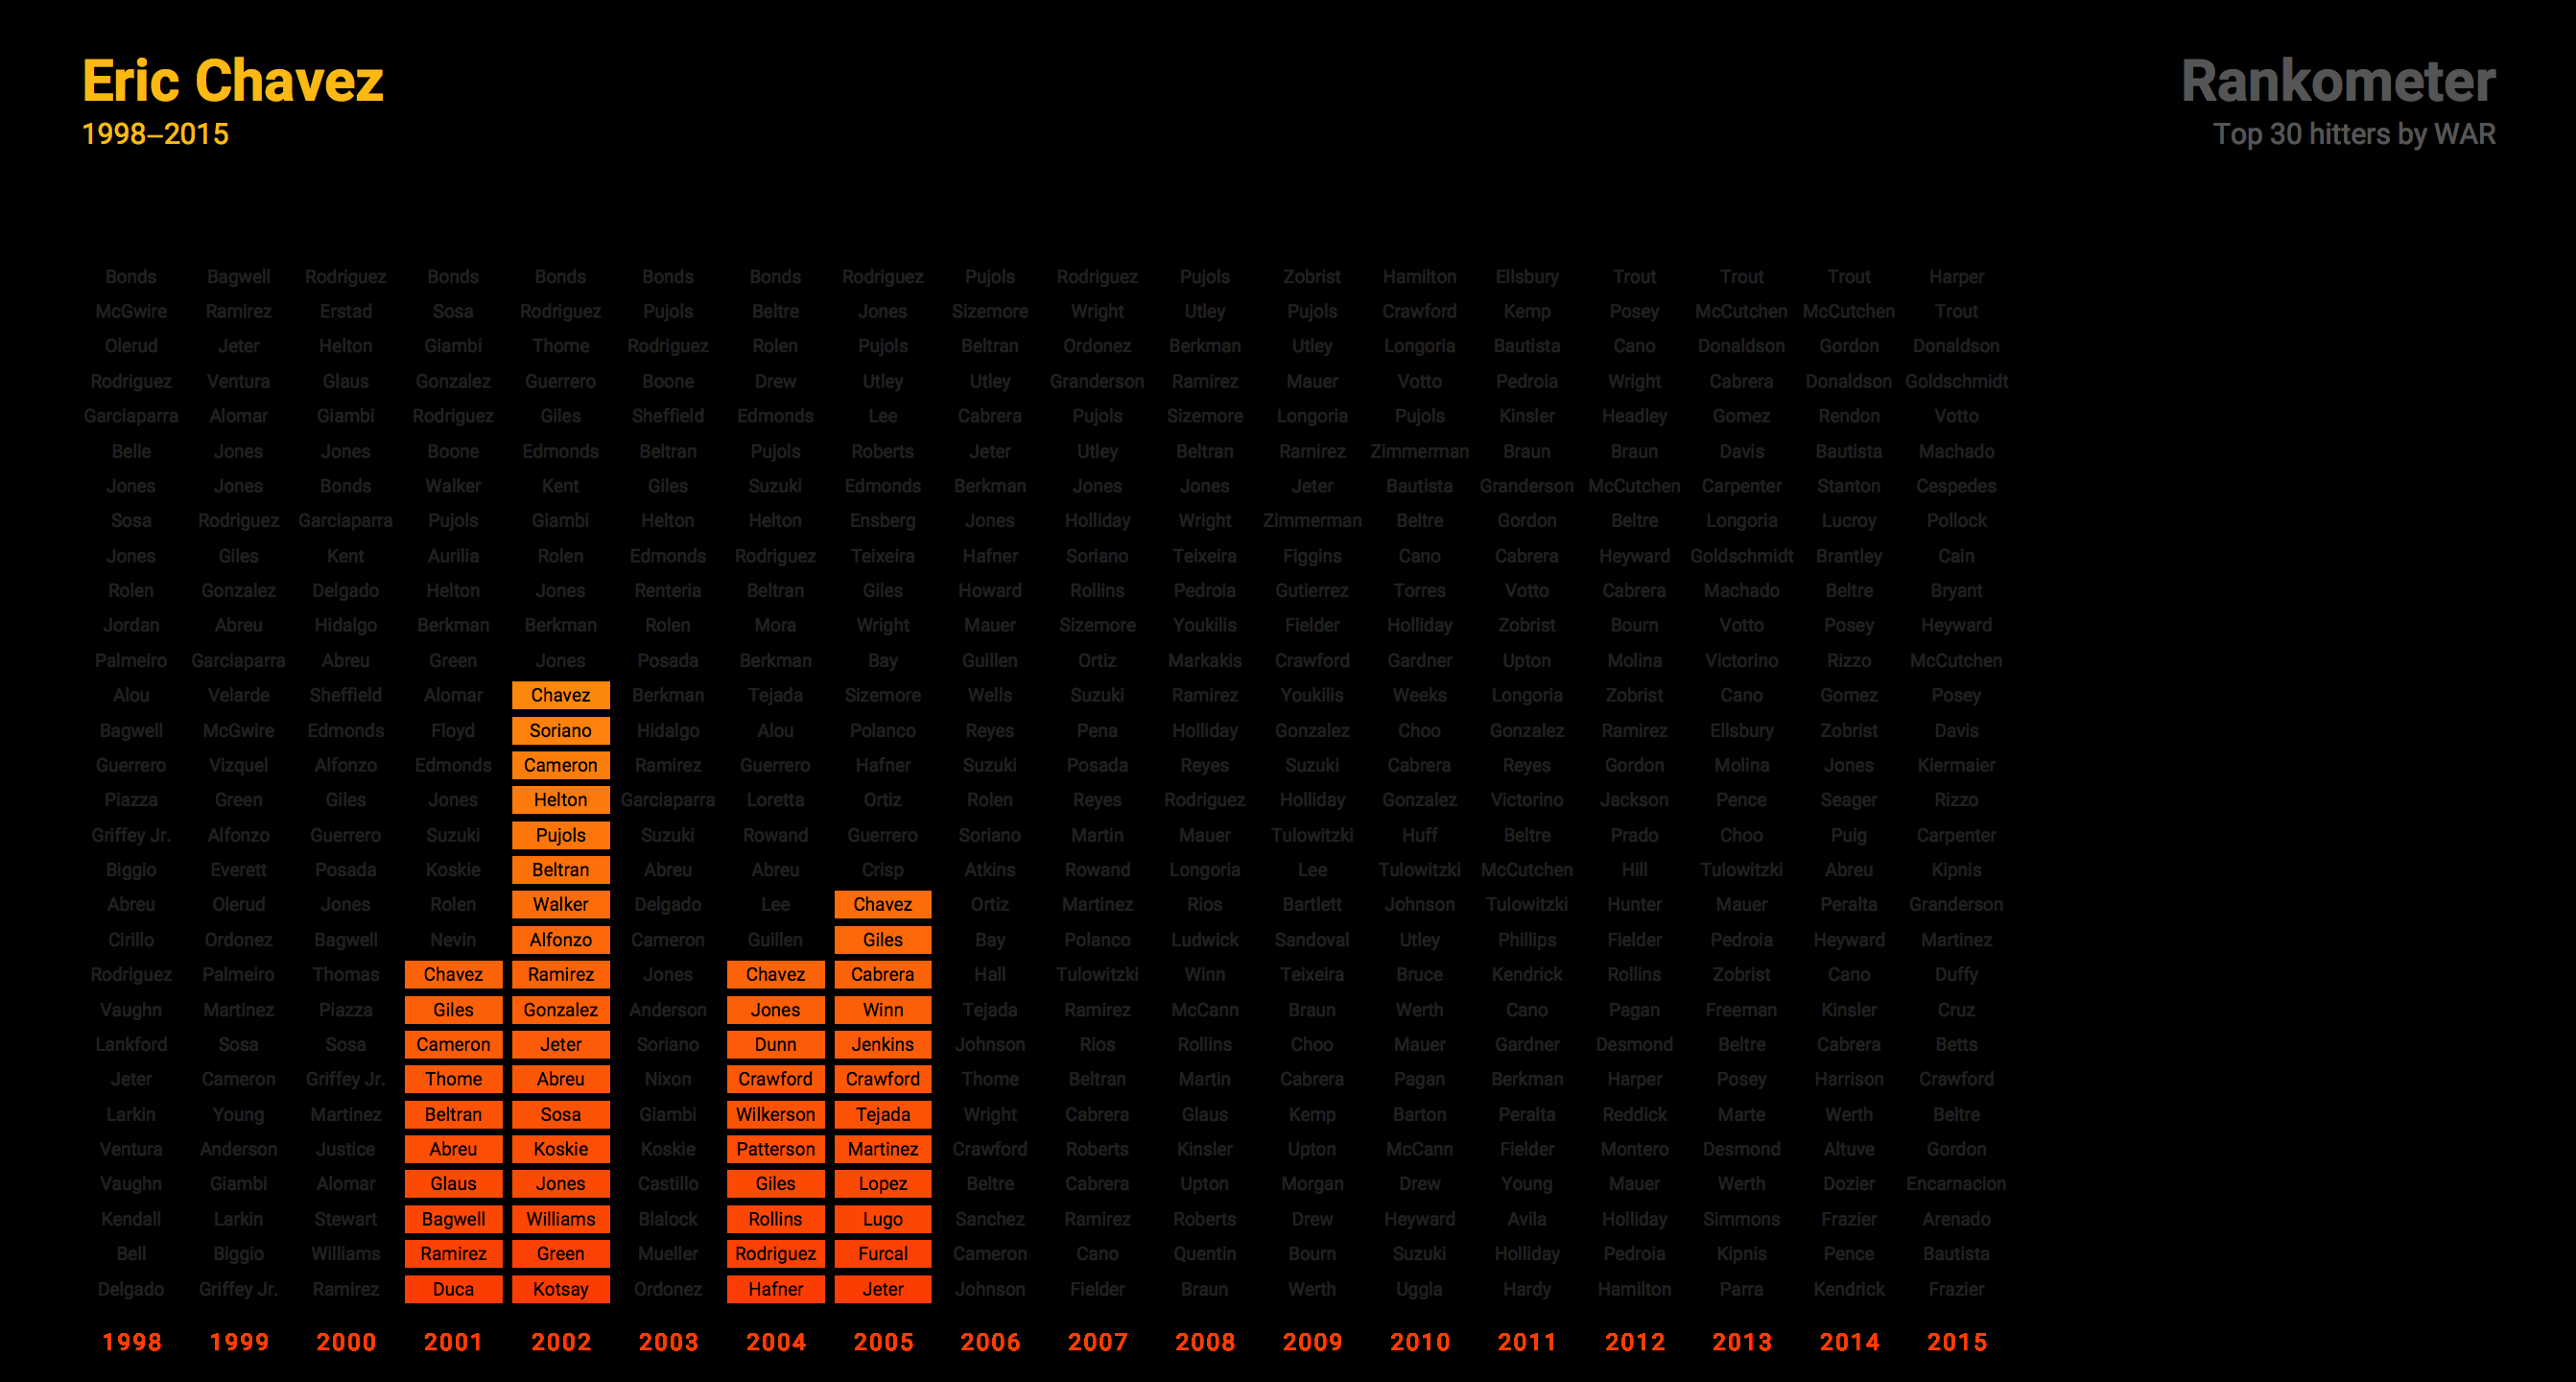 Eric Chavez
1998–2015
Rankometer
Top 30 hitters by WAR
Bonds Bagwell Rodriguez Bonds Bonds Bonds Bonds Rodriguez Pujols Rodriguez Pujols Zobrist Hamilton Ellsbury Trout Trout Trout Harper
McGwire Ramirez Erstad Sosa Rodriguez Pujols Beltre Jones Sizemore Wright Utley Pujols Crawford Kemp Posey McCutchen McCutchen Trout
Olerud Jeter Helton Giambi Thome Rodriguez Rolen Pujols Beltran Ordonez Berkman Utley Longoria Bautista Cano Donaldson Gordon Donaldson
Rodriguez Ventura Glaus Gonzalez Guerrero Boone Drew Utley Utley Granderson Ramirez Mauer Votto Pedroia Wright Cabrera Donaldson Goldschmidt
Garciaparra Alomar Giambi Rodriguez Giles Sheffield Edmonds Lee Cabrera Pujols Sizemore Longoria Pujols Kinsler Headley Gomez Rendon Votto
Belle Jones Jones Boone Edmonds Beltran Pujols Roberts Jeter Utley Beltran Ramirez Zimmerman Braun Braun Davis Bautista Machado
Jones Jones Bonds Walker Kent Giles Suzuki Edmonds Berkman Jones Jones Jeter Bautista Granderson McCutchen Carpenter Stanton Cespedes
Sosa Rodriguez Garciaparra Pujols Giambi Helton Helton Ensberg Jones Holliday Wright Zimmerman Beltre Gordon Beltre Longoria Lucroy Pollock
Jones Giles Kent Aurilia Rolen Edmonds Rodriguez Teixeira Hafner Soriano Teixeira Figgins Cano Cabrera Heyward Goldschmidt Brantley Cain
Rolen Gonzalez Delgado Helton Jones Renteria Beltran Giles Howard Rollins Pedroia Gutierrez Torres Votto Cabrera Machado Beltre Bryant
Jordan Abreu Hidalgo Berkman Berkman Rolen Mora Wright Mauer Sizemore Youkilis Fielder Holliday Zobrist Bourn Votto Posey Heyward
Palmeiro Garciaparra Abreu Green Jones Posada Berkman Bay Guillen Ortiz Markakis Crawford Gardner Upton Molina Victorino Rizzo McCutchen
Alou Velarde Sheffield Alomar Chavez Berkman Tejada Sizemore Wells Suzuki Ramirez Youkilis Weeks Longoria Zobrist Cano Gomez Posey
Bagwell McGwire Edmonds Floyd Soriano Hidalgo Alou Polanco Reyes Pena Holliday Gonzalez Choo Gonzalez Ramirez Ellsbury Zobrist Davis
Guerrero Vizquel Alfonzo Edmonds Cameron Ramirez Guerrero Hafner Suzuki Posada Reyes Suzuki Cabrera Reyes Gordon Molina Jones Kiermaier
Piazza Green Giles Jones Helton Garciaparra Loretta Ortiz Rolen Reyes Rodriguez Holliday Gonzalez Victorino Jackson Pence Seager Rizzo
Griffey Jr. Alfonzo Guerrero Suzuki Pujols Suzuki Rowand Guerrero Soriano Martin Mauer Tulowitzki Huff Beltre Prado Choo Puig Carpenter
Biggio Everett Posada Koskie Beltran Abreu Abreu Crisp Atkins Rowand Longoria Lee Tulowitzki McCutchen Hill Tulowitzki Abreu Kipnis
Abreu Olerud Jones Rolen Walker Delgado Lee Chavez Ortiz Martinez Rios Bartlett Johnson Tulowitzki Hunter Mauer Peralta Granderson
Cirillo Ordonez Bagwell Nevin Alfonzo Cameron Guillen Giles Bay Polanco Ludwick Sandoval Utley Phillips Fielder Pedroia Heyward Martinez
Rodriguez Palmeiro Thomas Chavez Ramirez Jones Chavez Cabrera Hall Tulowitzki Winn Teixeira Bruce Kendrick Rollins Zobrist Cano Duffy
Vaughn Martinez Piazza Giles Gonzalez Anderson Jones Winn Tejada Ramirez McCann Braun Werth Cano Pagan Freeman Kinsler Cruz
Lankford Sosa Sosa Cameron Jeter Soriano Dunn Jenkins Johnson Rios Rollins Choo Mauer Gardner Desmond Beltre Cabrera Betts
Jeter Cameron Griffey Jr. Thome Abreu Nixon Crawford Crawford Thome Beltran Martin Cabrera Pagan Berkman Harper Posey Harrison Crawford
Larkin Young Martinez Beltran Sosa Giambi Wilkerson Tejada Wright Cabrera Glaus Kemp Barton Peralta Reddick Marte Werth Beltre
Ventura Anderson Justice Abreu Koskie Koskie Patterson Martinez Crawford Roberts Kinsler Upton McCann Fielder Montero Desmond Altuve Gordon
Vaughn Giambi Alomar Glaus Jones Castillo Giles Lopez Beltre Cabrera Upton Morgan Drew Young Mauer Werth Dozier Encarnacion
Kendall Larkin Stewart Bagwell Williams Blalock Rollins Lugo Sanchez Ramirez Roberts Drew Heyward Avila Holliday Simmons Frazier Arenado
Bell Biggio Williams Ramirez Green Mueller Rodriguez Furcal Cameron Cano Quentin Bourn Suzuki Holliday Pedroia Kipnis Pence Bautista
Delgado Griffey Jr. Ramirez Duca Kotsay Ordonez Hafner Jeter Johnson Fielder Braun Werth Uggla Hardy Hamilton Parra Kendrick Frazier
1998 1999 2000 2001 2002 2003 2004 2005 2006 2007 2008 2009 2010 2011 2012 2013 2014 2015